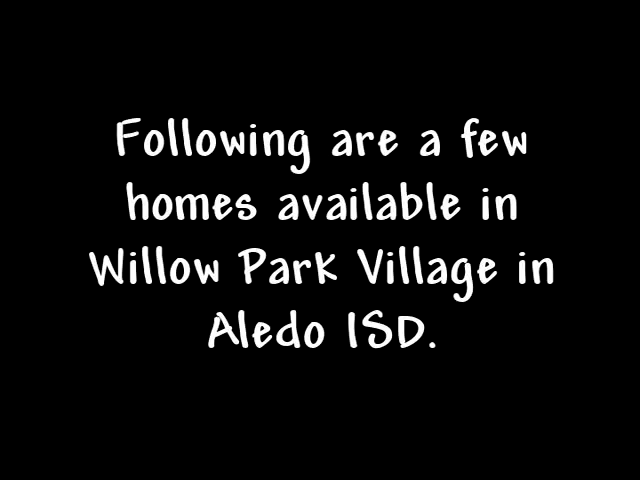 Following are a few
homes available in
Willow Park Village in
Aledo ISD.